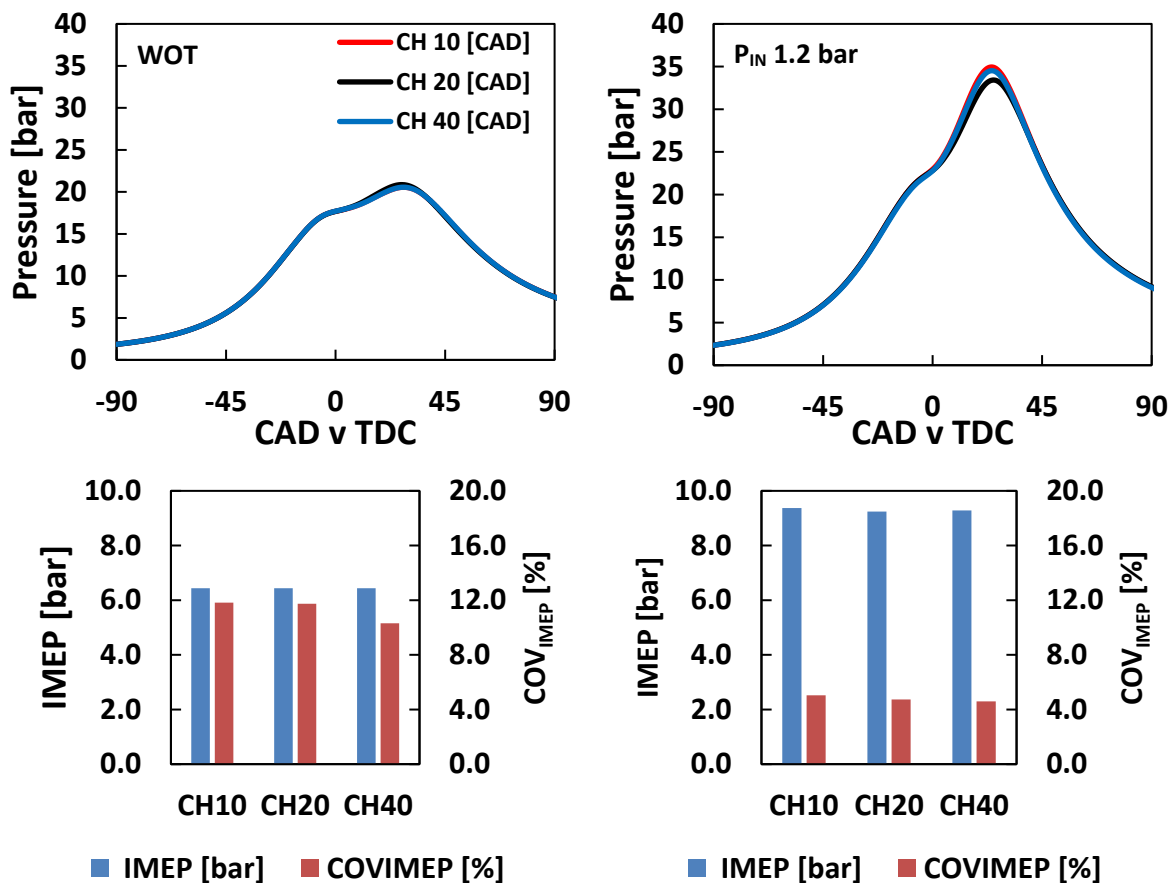 40
35
30
25
20
15
10
5
0
Pressure [bar]
WOT
CH 10 [CAD]
CH 20 [CAD]
CH 40 [CAD]
-90 -45 0 45 90
CAD v TDC
40
35
30
25
20
15
10
5
0
Pressure [bar]
PIN 1.2 bar
-90 -45 0 45 90
CAD v TDC
10.0
8.0
6.0
4.0
2.0
0.0
IMEP [bar]
20.0
16.0
12.0
8.0
4.0
0.0
COVIMEP [%]
CH10 CH20 CH40
IMEP [bar] COVIMEP [%]
10.0
8.0
6.0
4.0
2.0
0.0
IMEP [bar]
20.0
16.0
12.0
8.0
4.0
0.0
COVIMEP [%]
CH10 CH20 CH40
IMEP [bar] COVIMEP [%]